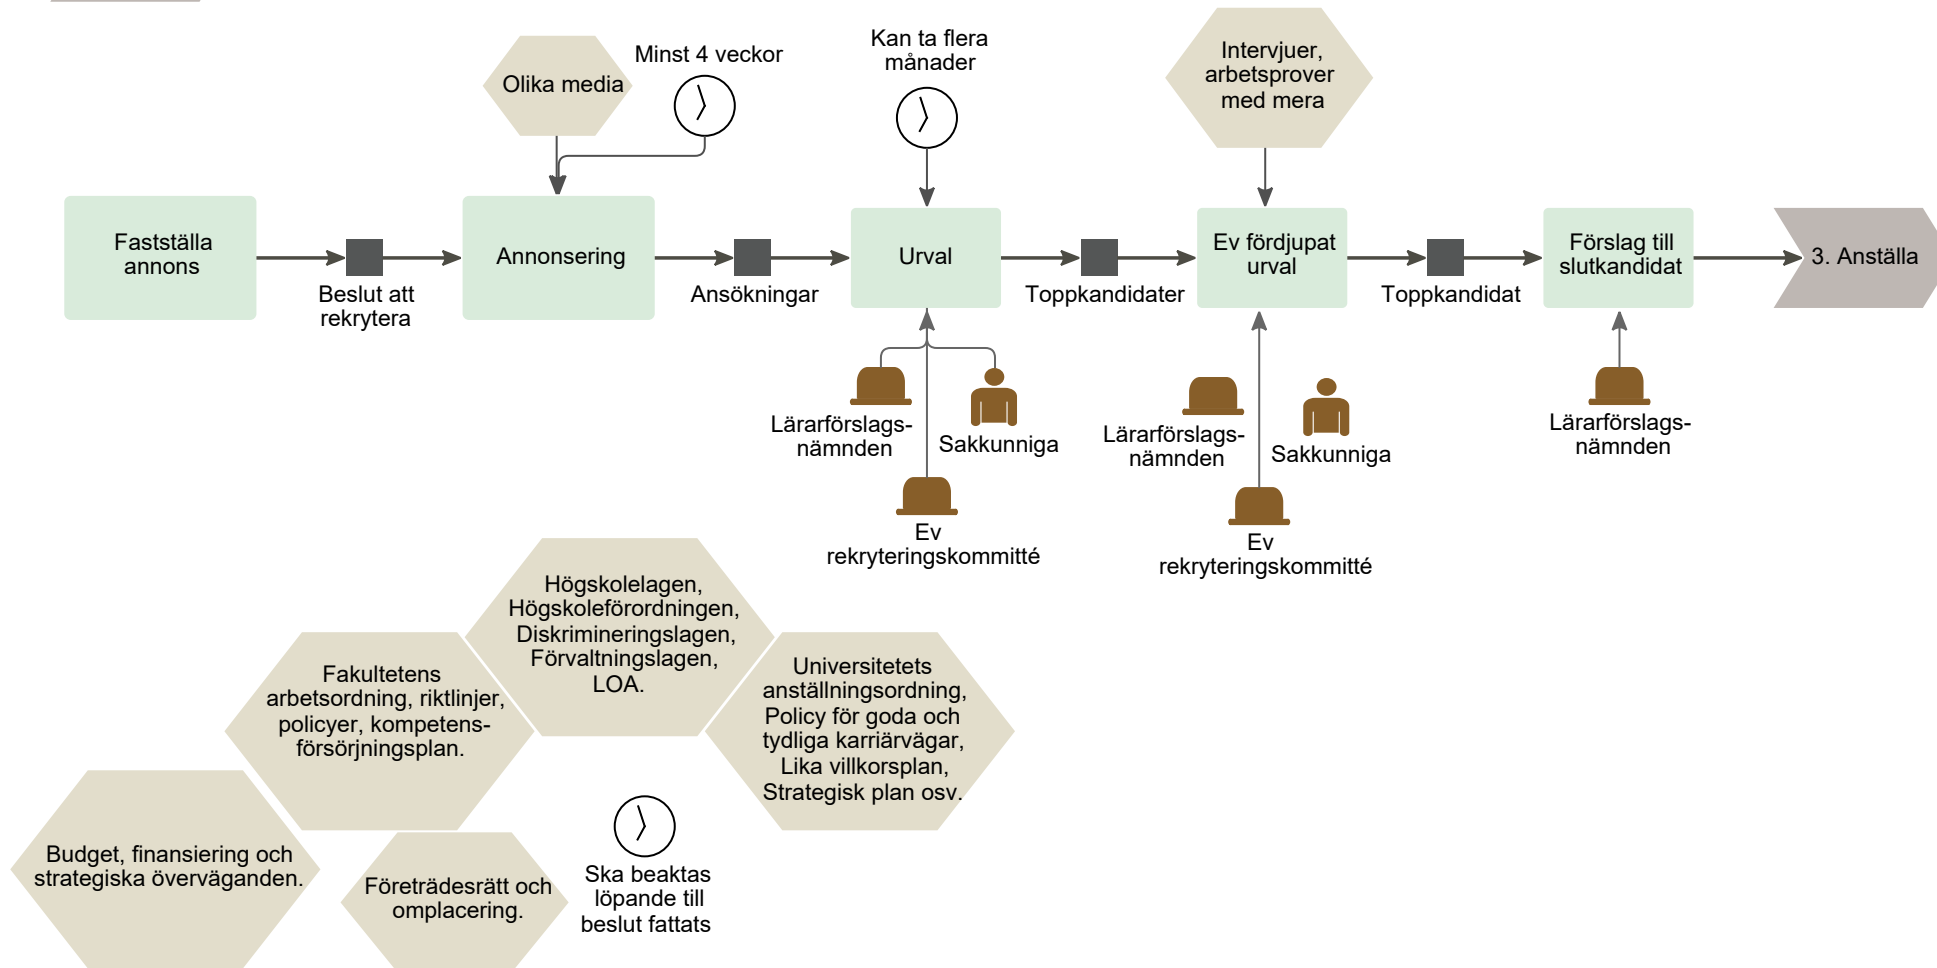 Olika media
Minst 4 veckor
Kan ta flera
månader
Intervjuer,
arbetsprover
med mera
Fastställa
annons
Beslut att
rekrytera
Annonsering
Ansökningar
Urval
Toppkandidater
Ev fördjupat
urval
Toppkandidat
Förslag till
slutkandidat
3. Anställa
Lärarförslags-
nämnden
Sakkunniga
Ev
rekryteringskommitté
Lärarförslags-
nämnden
Sakkunniga
Ev
rekryteringskommitté
Lärarförslags-
nämnden
Högskolelagen,
Högskoleförordningen,
Diskrimineringslagen,
Förvaltningslagen,
LOA.
Fakultetens
arbetsordning, riktlinjer,
policyer, kompetens-
försörjningsplan.
Universitetets
anställningsordning,
Policy för goda och
tydliga karriärvägar,
Lika villkorsplan,
Strategisk plan osv.
Budget, finansiering och
strategiska överväganden.
Företrädesrätt och
omplacering.
Ska beaktas
löpande till
beslut fattats